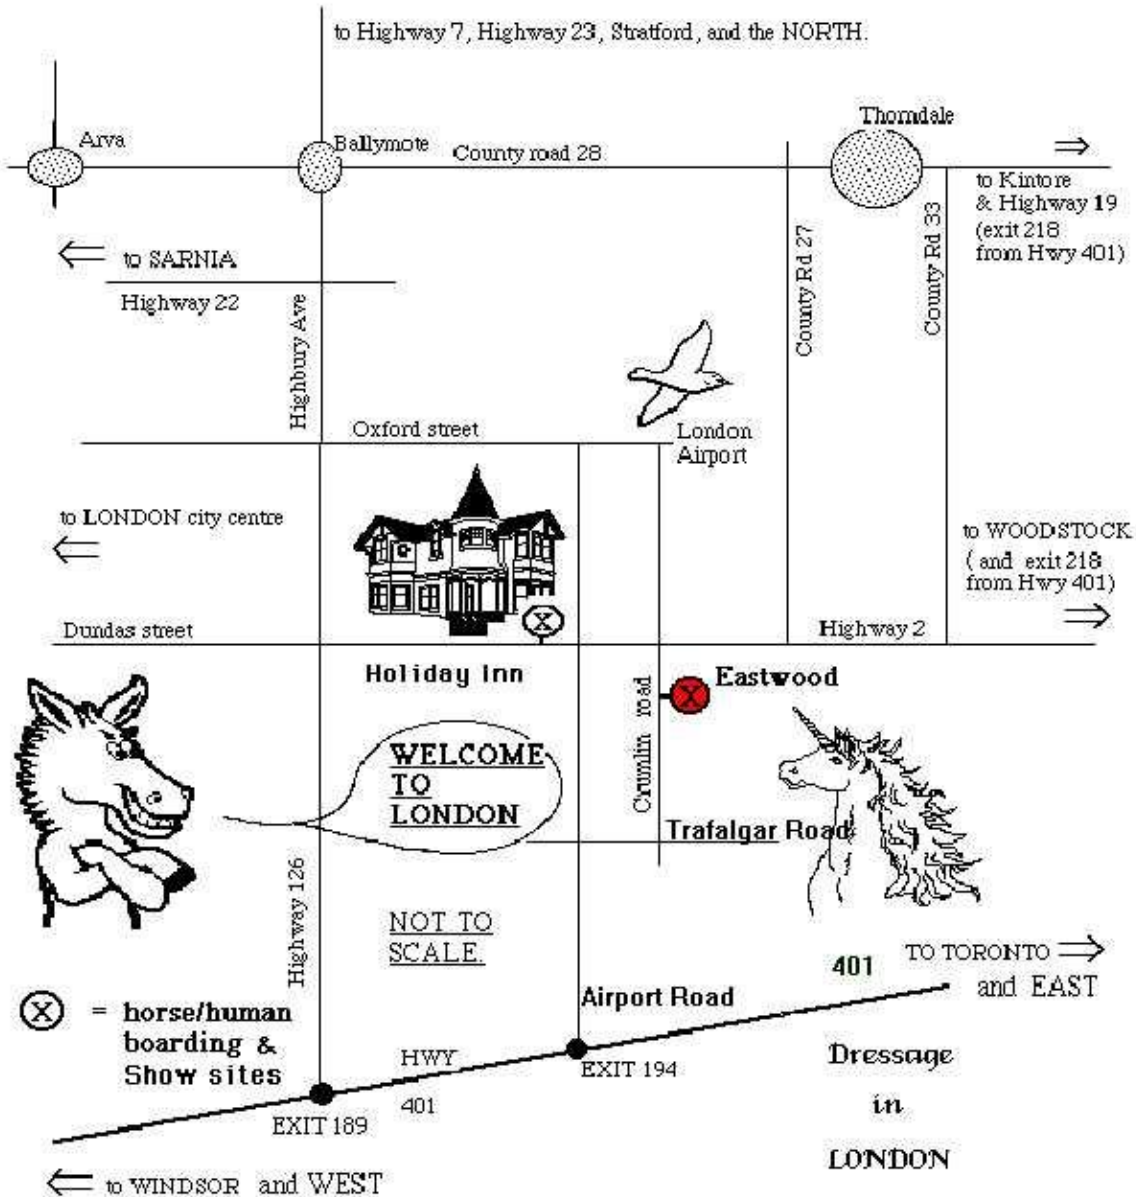 to Highway 7, Highway 23, Stratford, and the NORTH.
Arva
Ballymote
County road 28
Thorndale
to Kintore
& Highway 19
(exit 218
from Hwy 401)
to SARNIA
Highway 22
Highbury Ave
County Rd 27
County Rd 33
Oxford street
London
Airport
to LONDON city centre
to WOODSTOCK
( and exit 218
from Hwy 401)
Dundas street
X
Highway 2
Holiday Inn
Crumlin road
X
Eastwood
WELCOME
TO
LONDON
Trafalgar Road
Highway 126
NOT TO
SCALE.
401
TO TORONTO
and EAST
X = horse/human
boarding &
Show sites
Airport Road
HWY
401
EXIT 194
EXIT 189
Dressage
in
LONDON
to WINDSOR and WEST